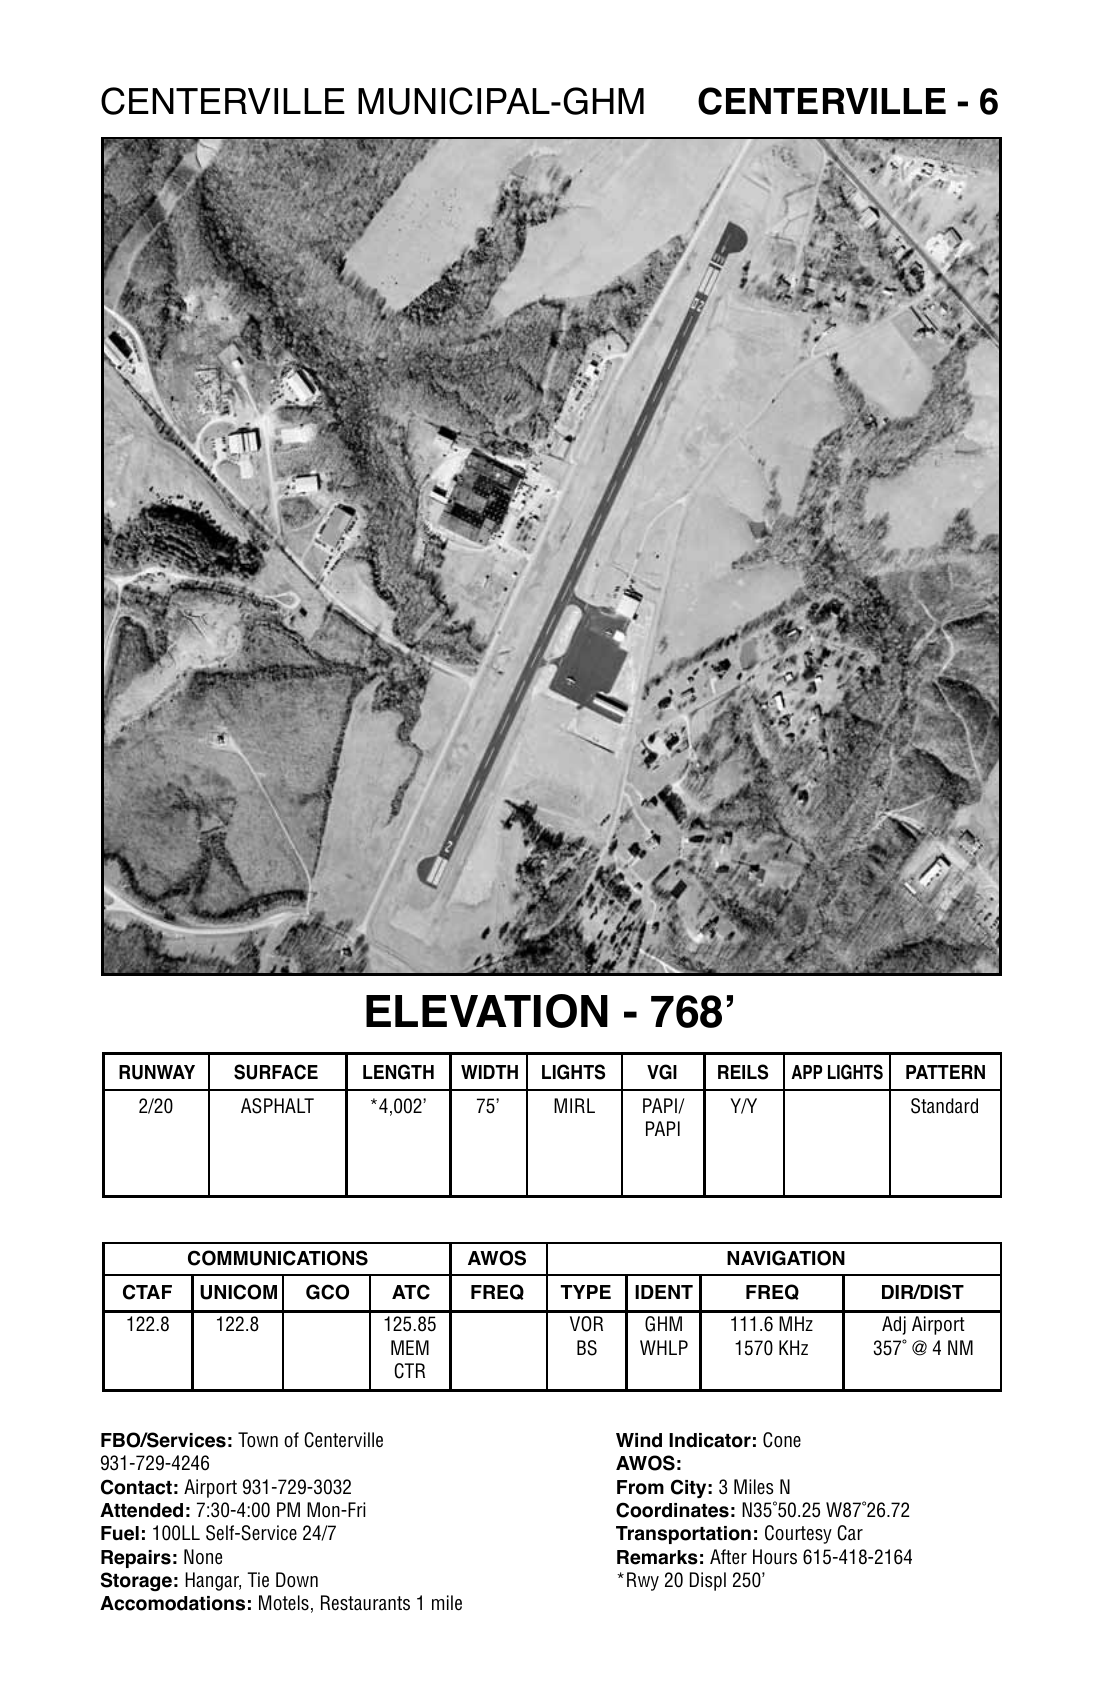 CENTERVILLE MUNICIPAL-GHM CENTERVILLE - 6
20
2
ELEVATION - 768’
RUNWAY SURFACE LENGTH WIDTH LIGHTS VGI REILS APP LIGHTS PATTERN
2/20 ASPHALT *4,002’ 75’ MIRL PAPI/ Y/Y Standard
PAPI
COMMUNICATIONS AWOS NAVIGATION
CTAF UNICOM GCO ATC FREQ TYPE IDENT FREQ DIR/DIST
122.8 122.8 125.85 VOR GHM 111.6 MHz Adj Airport
MEM BS WHLP 1570 KHz 357˚ @ 4 NM
CTR
FBO/Services: Town of Centerville
931-729-4246
Contact: Airport 931-729-3032
Attended: 7:30-4:00 PM Mon-Fri
Fuel: 100LL Self-Service 24/7
Repairs: None
Storage: Hangar, Tie Down
Accomodations: Motels, Restaurants 1 mile
Wind Indicator: Cone
AWOS:
From City: 3 Miles N
Coordinates: N35˚50.25 W87˚26.72
Transportation: Courtesy Car
Remarks: After Hours 615-418-2164
*Rwy 20 Displ 250’